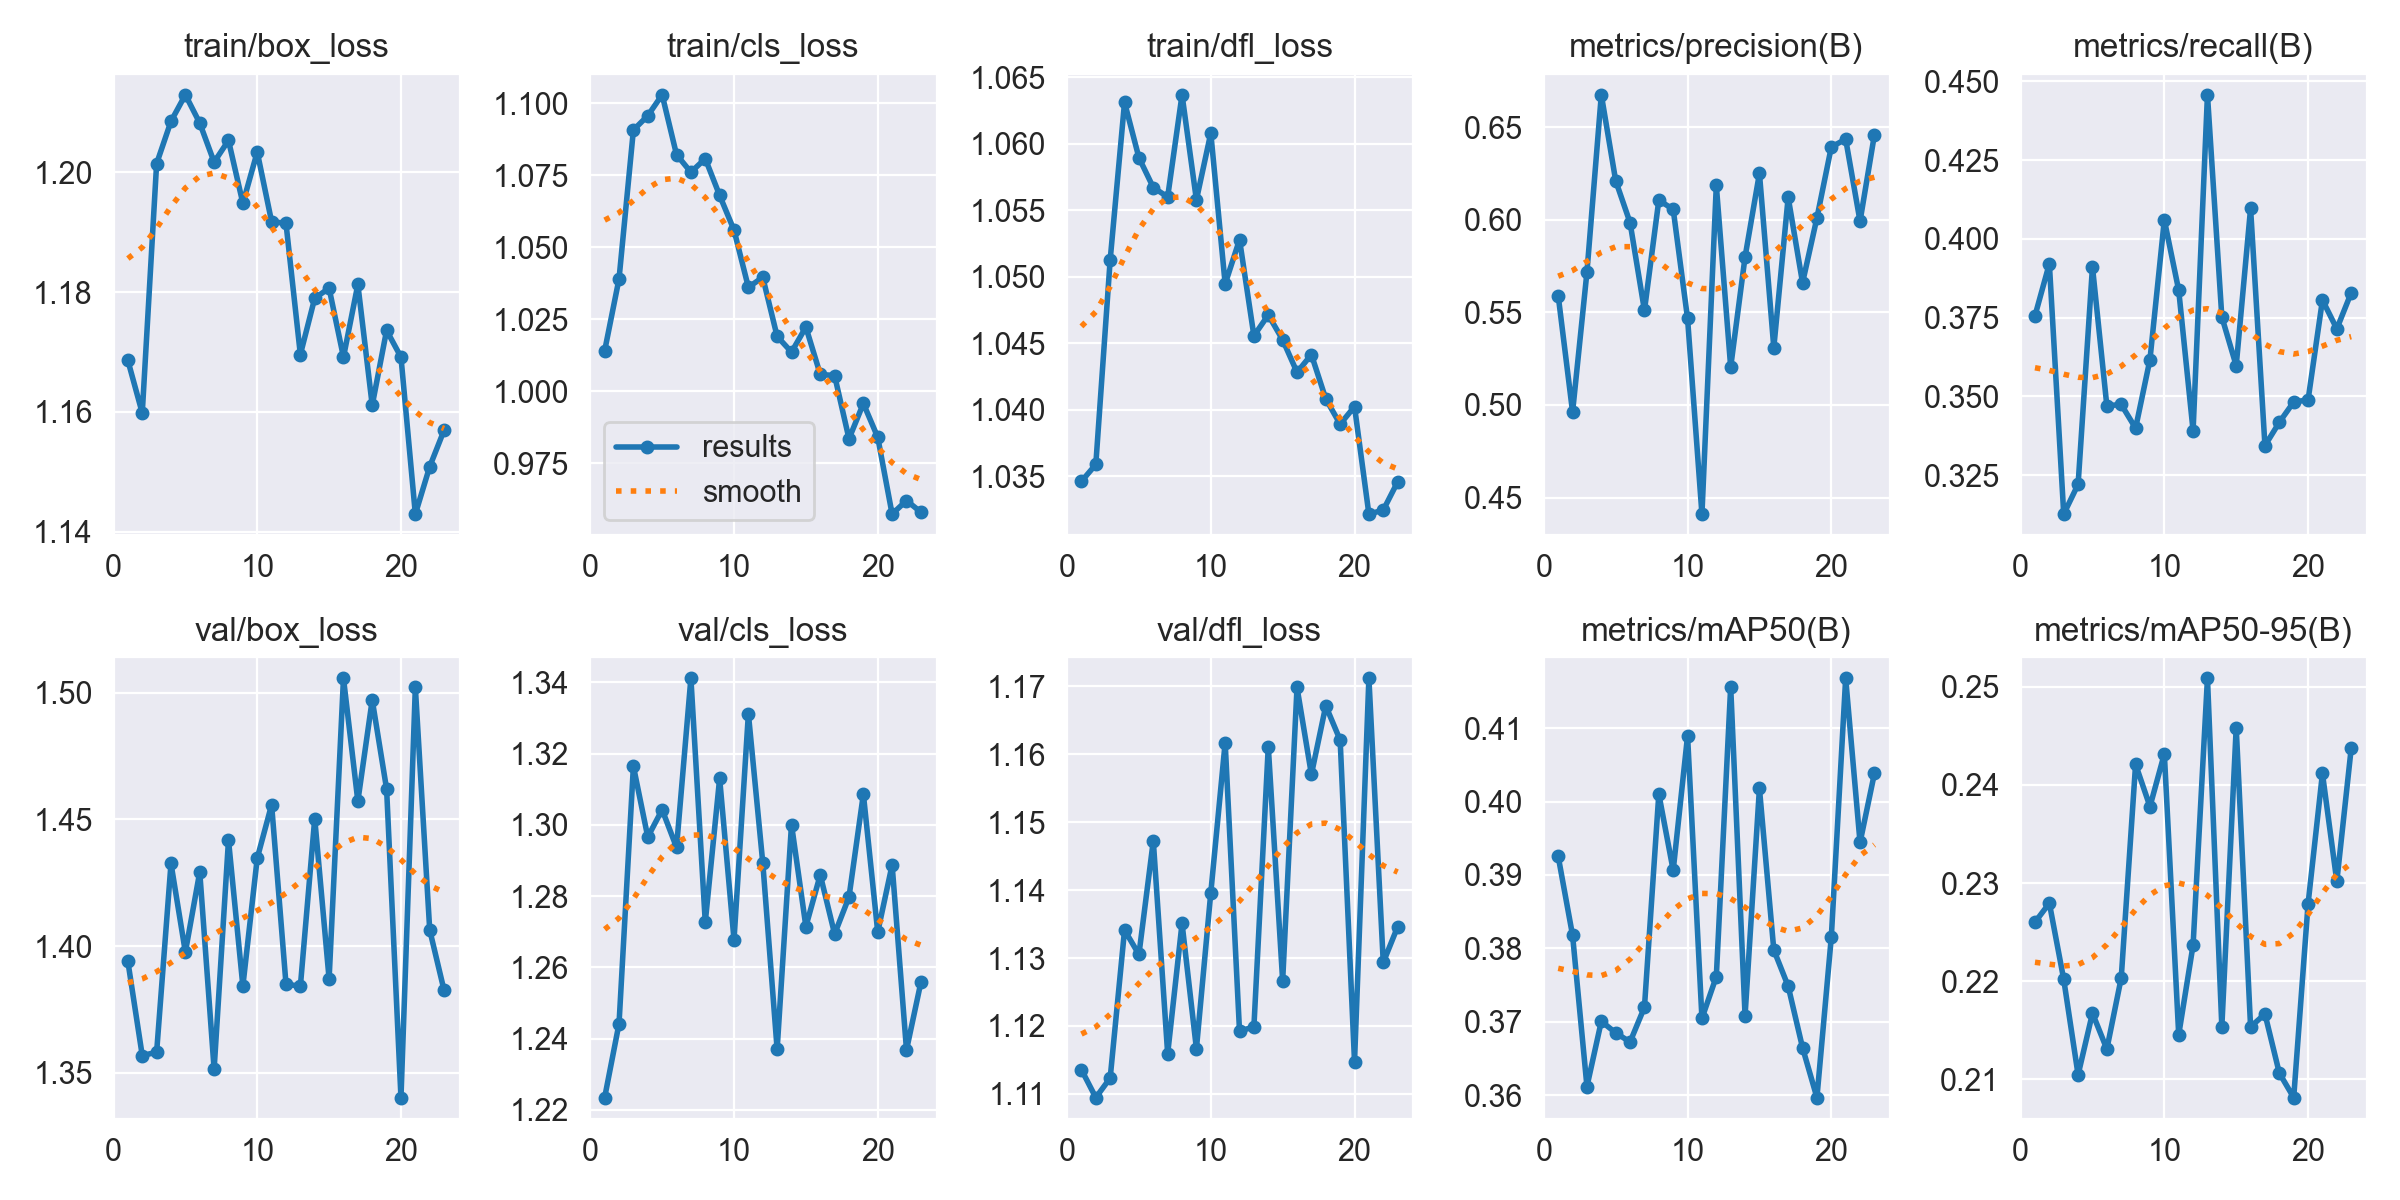 train/box_loss
1.20
1.18
1.16
1.14
0 10 20
train/cls_loss
1.100
1.075
1.050
1.025
1.000
0.975
results
smooth
0 10 20
train/dfl_loss
1.065
1.060
1.055
1.050
1.045
1.040
1.035
0 10 20
metrics/precision(B)
0.65
0.60
0.55
0.50
0.45
0 10 20
metrics/recall(B)
0.450
0.425
0.400
0.375
0.350
0.325
0 10 20
val/box_loss
1.50
1.45
1.40
1.35
0 10 20
val/cls_loss
1.34
1.32
1.30
1.28
1.26
1.24
1.22
0 10 20
val/dfl_loss
1.17
1.16
1.15
1.14
1.13
1.12
1.11
0 10 20
metrics/mAP50(B)
0.41
0.40
0.39
0.38
0.37
0.36
0 10 20
metrics/mAP50-95(B)
0.25
0.24
0.23
0.22
0.21
0 10 20